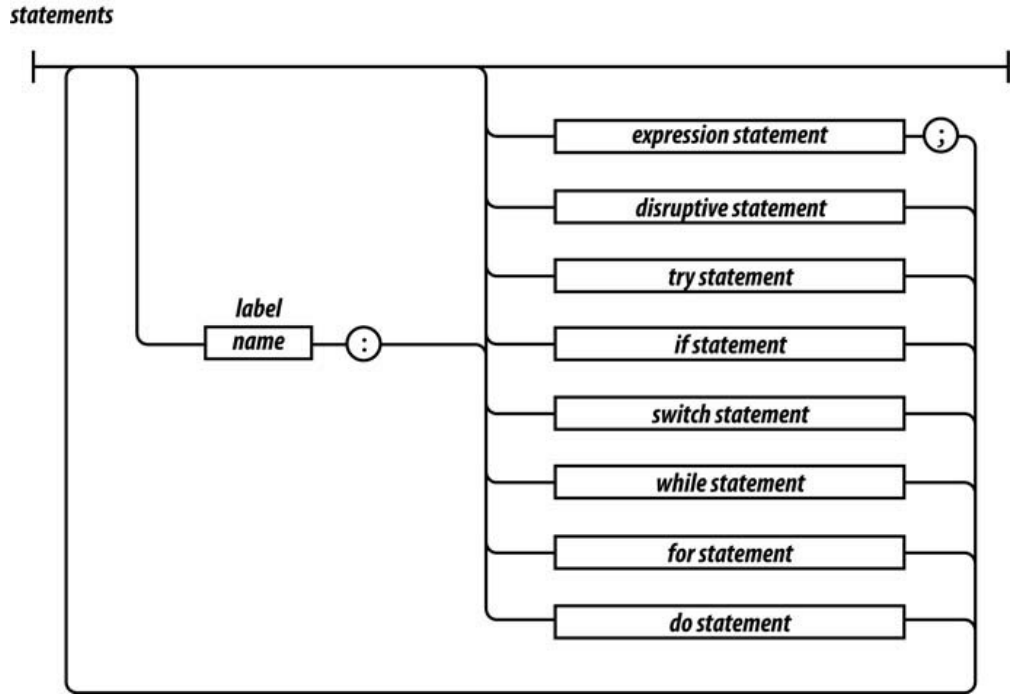 statements
expression statement ;
disruptive statement
try statement
label
name :
if statement
switch statement
while statement
for statement
do statement